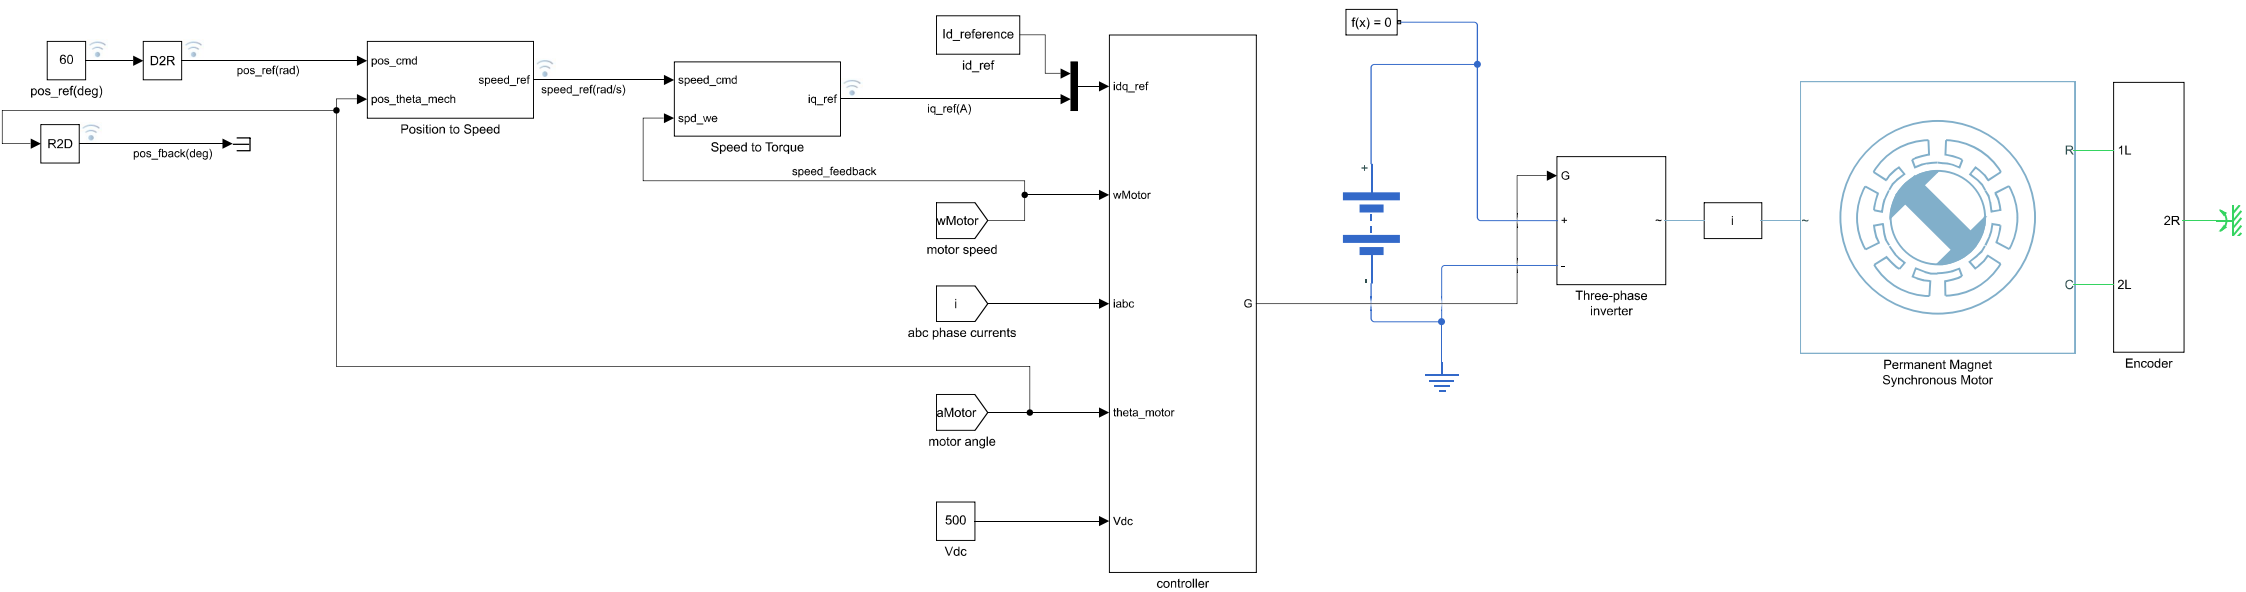 60
pos_ref(deg)
D2R
pos_ref(rad)
R2D
pos_fback(deg)
pos_cmd
pos_theta_mech
speed_ref
Position to Speed
speed_ref(rad/s)
speed_cmd
spd_we
iq_ref
Speed to Torque
iq_ref(A)
speed_feedback
Id_reference
id_ref
wMotor
motor speed
i
abc phase currents
aMotor
motor angle
500
Vdc
idq_ref
wMotor
iabc
theta_motor
Vdc
G
controller
f(x) = 0
+
-
G
+
-
~
Three-phase
inverter
i
~
R
C
Permanent Magnet
Synchronous Motor
1L
2L
2R
Encoder